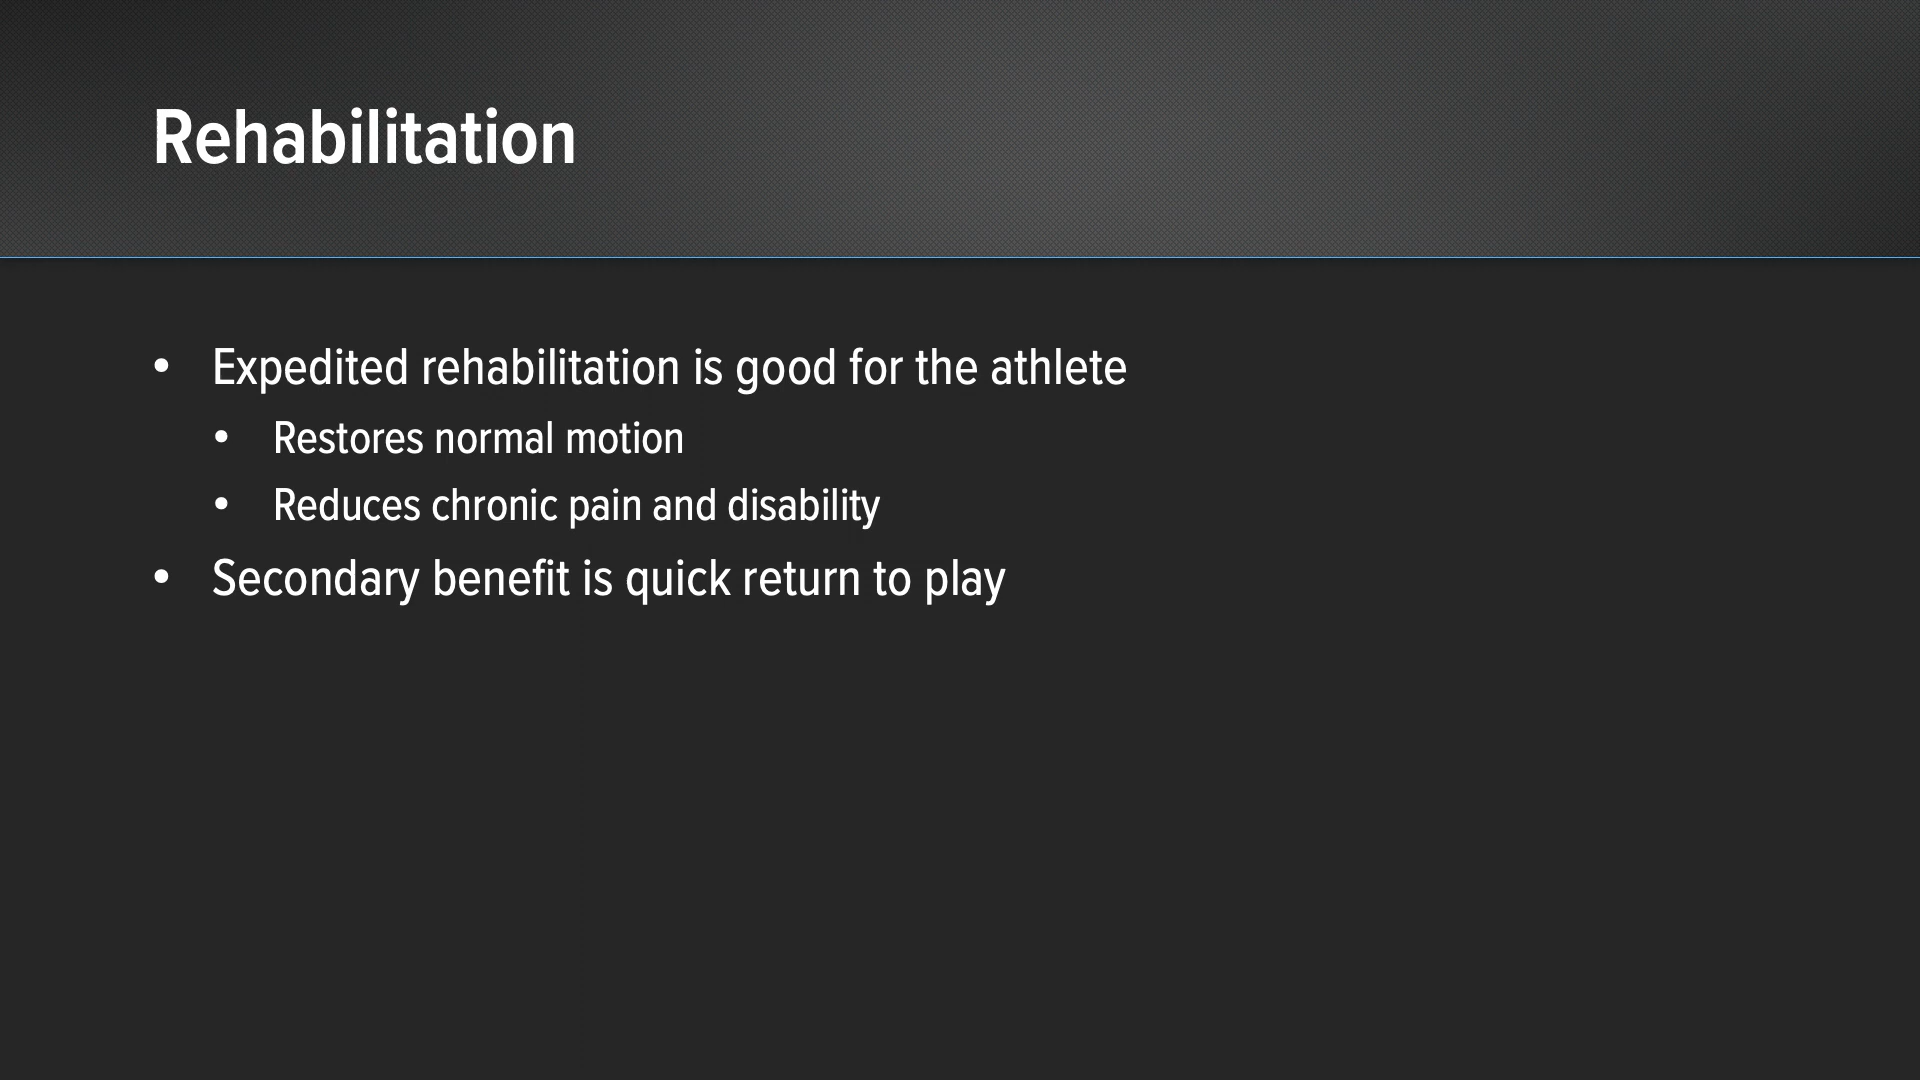 Rehabilitation
• Expedited rehabilitation is good for the athlete
• Restores normal motion
• Reduces chronic pain and disability
• Secondary benefit is quick return to play